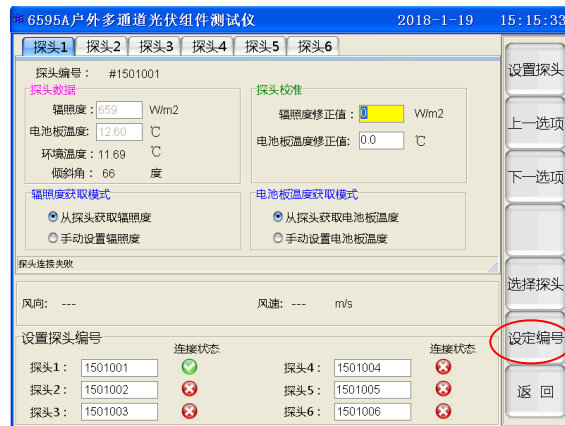 6595A户外多通道光伏组件测试仪 2018-1-19 15:15:33
探头1 探头2 探头3 探头4 探头5 探头6
探头编号： #1501001
探头数据
辐照度：659 W/m2
电池板温度: 12.60 ℃
环境温度：11.69 ℃
倾斜角： 66 度
探头校准
辐照度修正值：0 W/m2
电池板温度修正值: 0.0 ℃
辐照度获取模式
从探头获取辐照度
手动设置辐照度
电池板温度获取模式
从探头获取电池板温度
手动设置电池板温度
探头连接失败
风向: --- 风速: --- m/s
设置探头编号
连接状态 连接状态
探头1： 1501001 探头4： 1501004
探头2： 1501002 探头5： 1501005
探头3： 1501003 探头6： 1501006
设置探头
上一选项
下一选项
选择探头
设定编号
返 回